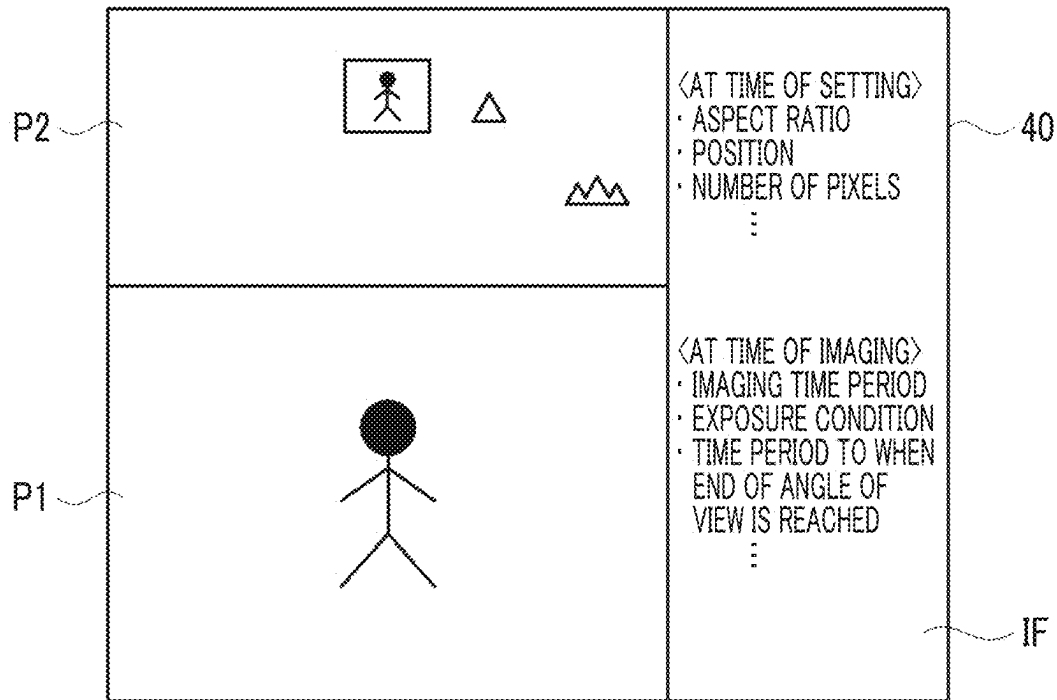 P2
〈AT TIME OF SETTING〉
· ASPECT RATIO
· POSITION
· NUMBER OF PIXELS
⋮
40
P1
〈AT TIME OF IMAGING〉
· IMAGING TIME PERIOD
· EXPOSURE CONDITION
· TIME PERIOD TO WHEN
END OF ANGLE OF
VIEW IS REACHED
⋮
IF